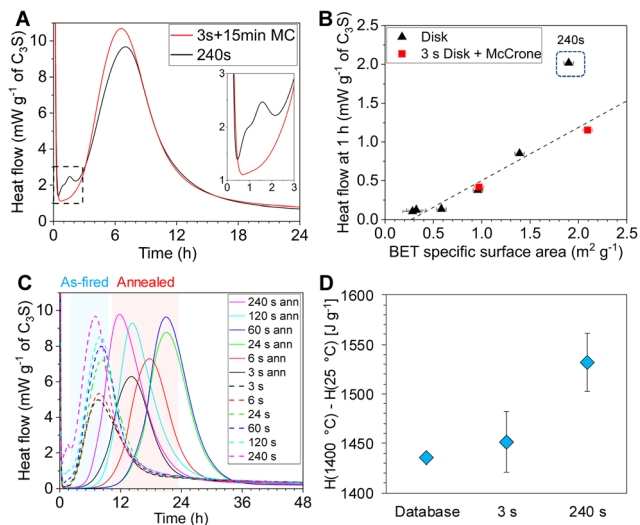 A
Heat flow (mW g⁻¹ of C₃S)
10
8
6
4
2
0
3s+15min MC
240s
3
2
1
0 1 2 3
0 6 12 18 24
Time (h)
B
Heat flow at 1 h (mW g⁻¹ of C₃S)
2.5
2.0
1.5
1.0
0.5
0.0
Disk
3 s Disk + McCrone
240s
0.0 0.5 1.0 1.5 2.0 2.5
BET specific surface area (m² g⁻¹)
C
As-fired Annealed
Heat flow (mW g⁻¹ of C₃S)
10
8
6
4
2
0
240 s ann
120 s ann
60 s ann
24 s ann
6 s ann
3 s ann
3 s
6 s
24 s
60 s
120 s
240 s
0 12 24 36 48
Time (h)
D
H(1400 °C) - H(25 °C) [J g⁻¹]
1600
1550
1500
1450
1400
Database 3 s 240 s